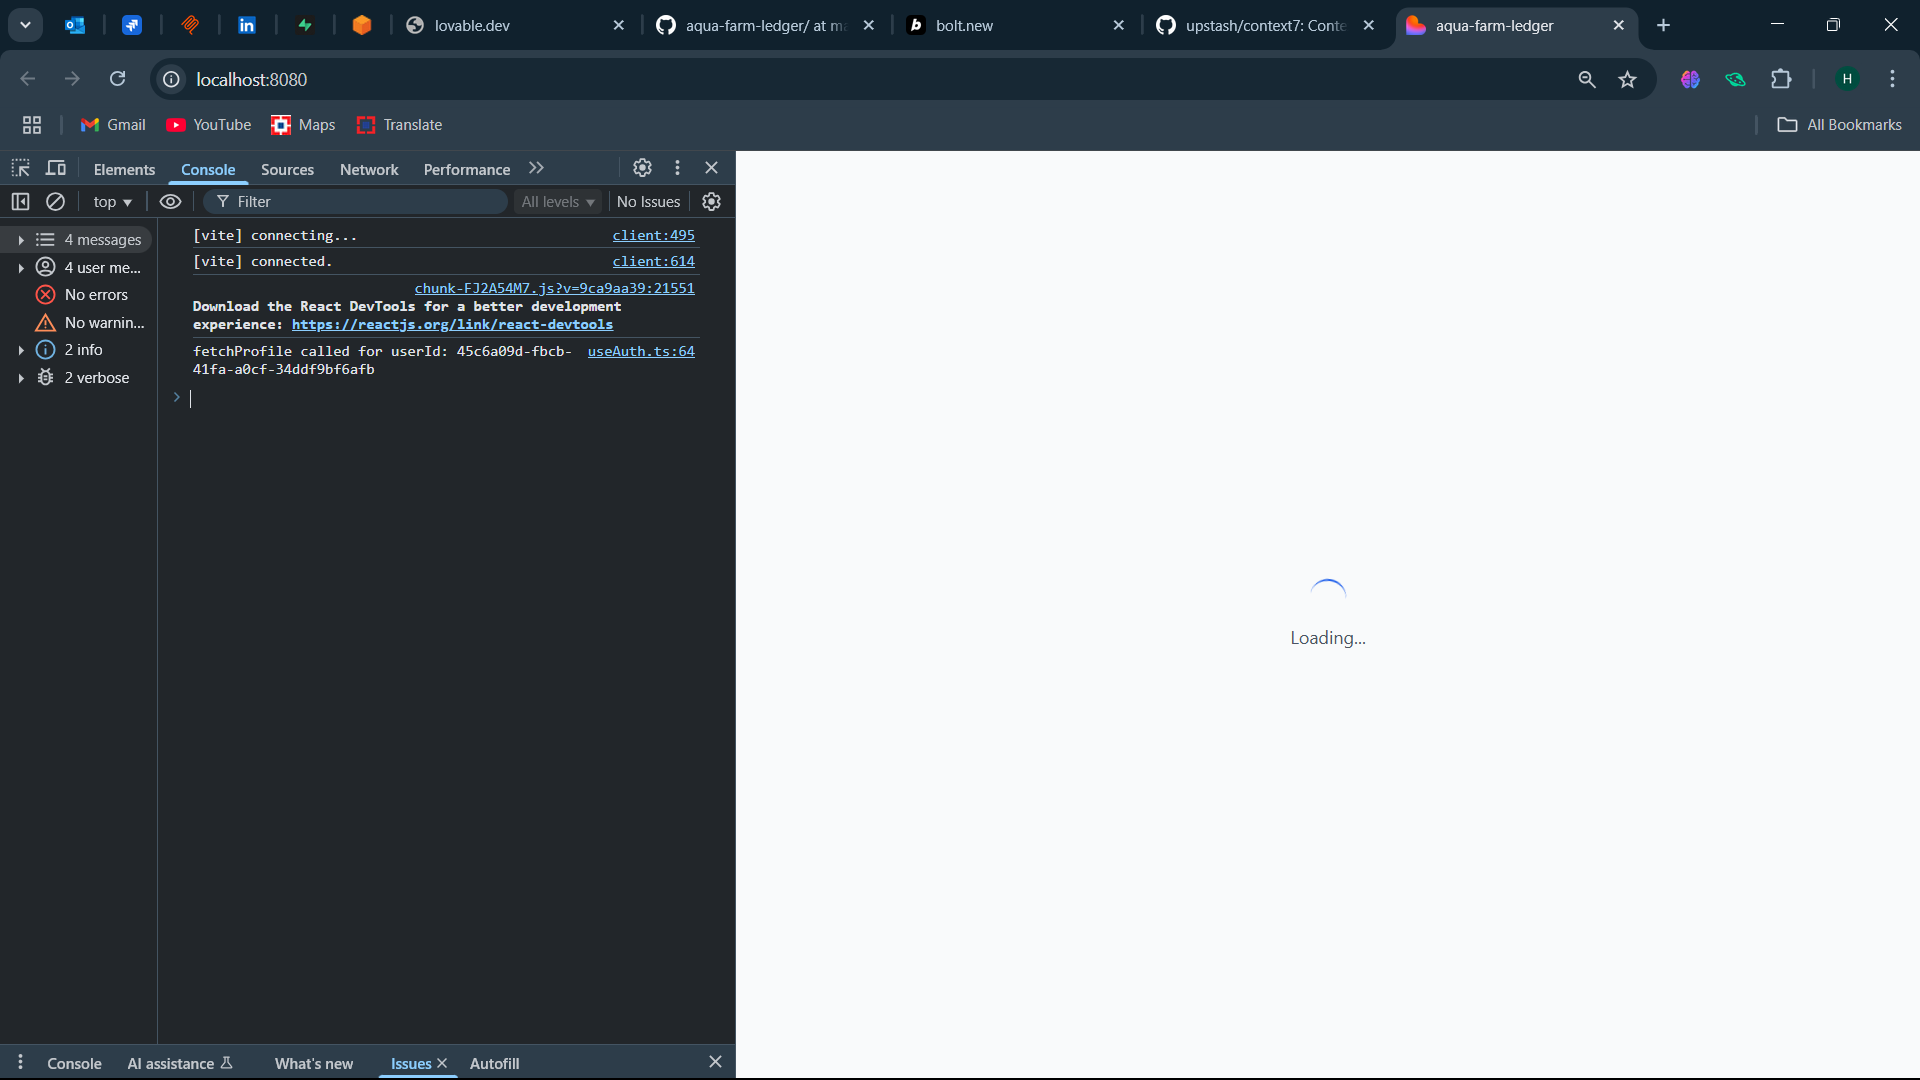 lovable.dev
aqua-farm-ledger/ at ma
bolt.new
upstash/context7: Conte
aqua-farm-ledger
localhost:8080
H
Gmail
YouTube
Maps
Translate
All Bookmarks
Elements
Console
Sources
Network
Performance
top
Filter
All levels
No Issues
4 messages
4 user me...
No errors
No warnin...
2 info
2 verbose
[vite] connecting... client:495
[vite] connected. client:614
chunk-FJ2A54M7.js?v=9ca9aa39:21551
Download the React DevTools for a better development
experience: https://reactjs.org/link/react-devtools
fetchProfile called for userId: 45c6a09d-fbcb- useAuth.ts:64
41fa-a0cf-34ddf9bf6afb
Loading...
Console
AI assistance
What's new
Issues
Autofill